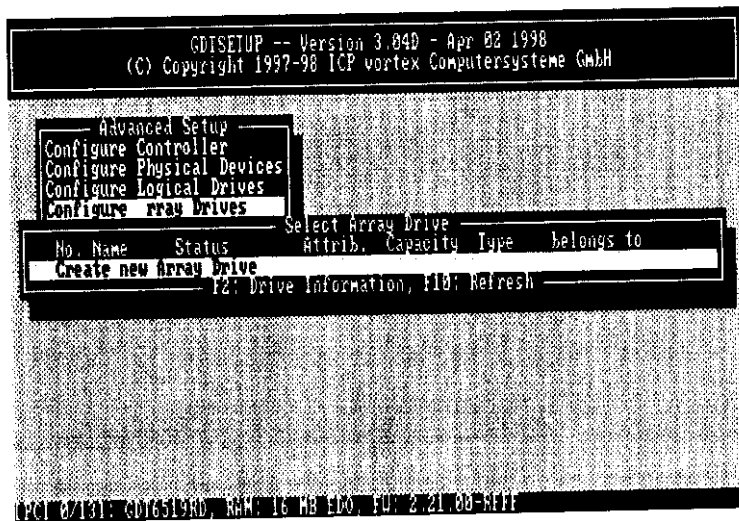 GDTSETUP -- Version 3.04D - Apr 02 1998
(C) Copyright 1997-98 ICP vortex Computersysteme GmbH
Advanced Setup
Configure Controller
Configure Physical Devices
Configure Logical Drives
Configure rray Drives
Select Array Drive
No. Name Status Attrib. Capacity Type belongs to
Create new Array Drive
F2: Drive Information, F10: Refresh
[PCI 0/131: GDT6519RD, RAM: 16 MB EDO, FW: 2.21.00-RFFF